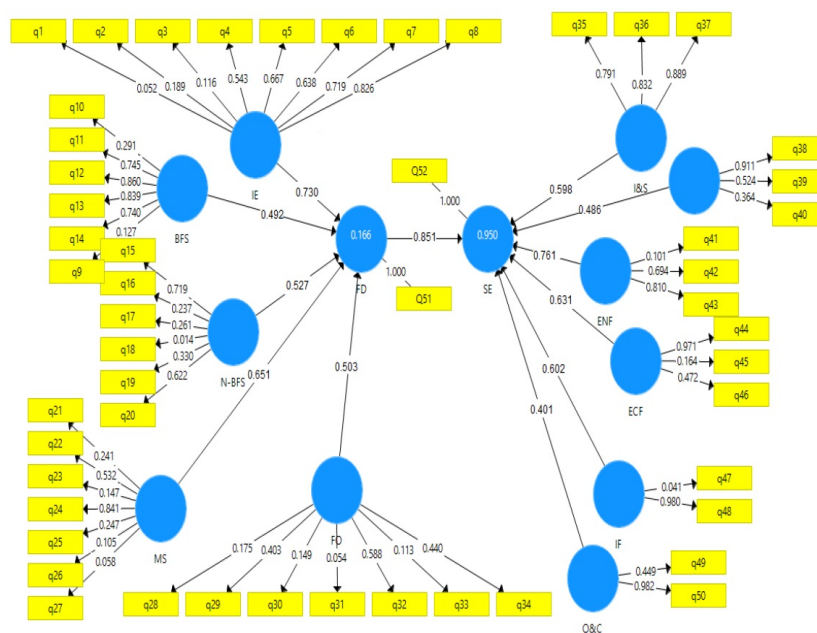 q1 q2 q3 q4 q5 q6 q7 q8
0.052 0.189 0.116 0.543 0.667 0.638 0.719 0.826
IE
0.730
q35 q36 q37
0.791 0.832 0.889
I&S
0.598
q10
q11
q12
q13
q14
q9
0.291
0.745
0.860
0.839
0.740
0.127
BFS
0.492
Q52
1.000
0.166
FD
0.851
0.950
SE
1.000
Q51
q38
q39
q40
0.911
0.524
0.364
0.486
q41
q42
q43
0.101
0.694
0.810
0.761
ENF
q15
q16
q17
q18
q19
q20
0.719
0.237
0.261
0.014
0.330
0.622
N-BFS
0.527
q44
q45
q46
0.971
0.164
0.472
0.631
ECF
q21
q22
q23
q24
q25
q26
q27
0.241
0.532
0.147
0.841
0.247
0.105
0.058
MS
0.651
0.503
FO
0.175 0.403 0.149 0.054 0.588 0.113 0.440
q28 q29 q30 q31 q32 q33 q34
0.602
q47
q48
0.041
0.980
IF
0.401
q49
q50
0.449
0.982
O&C